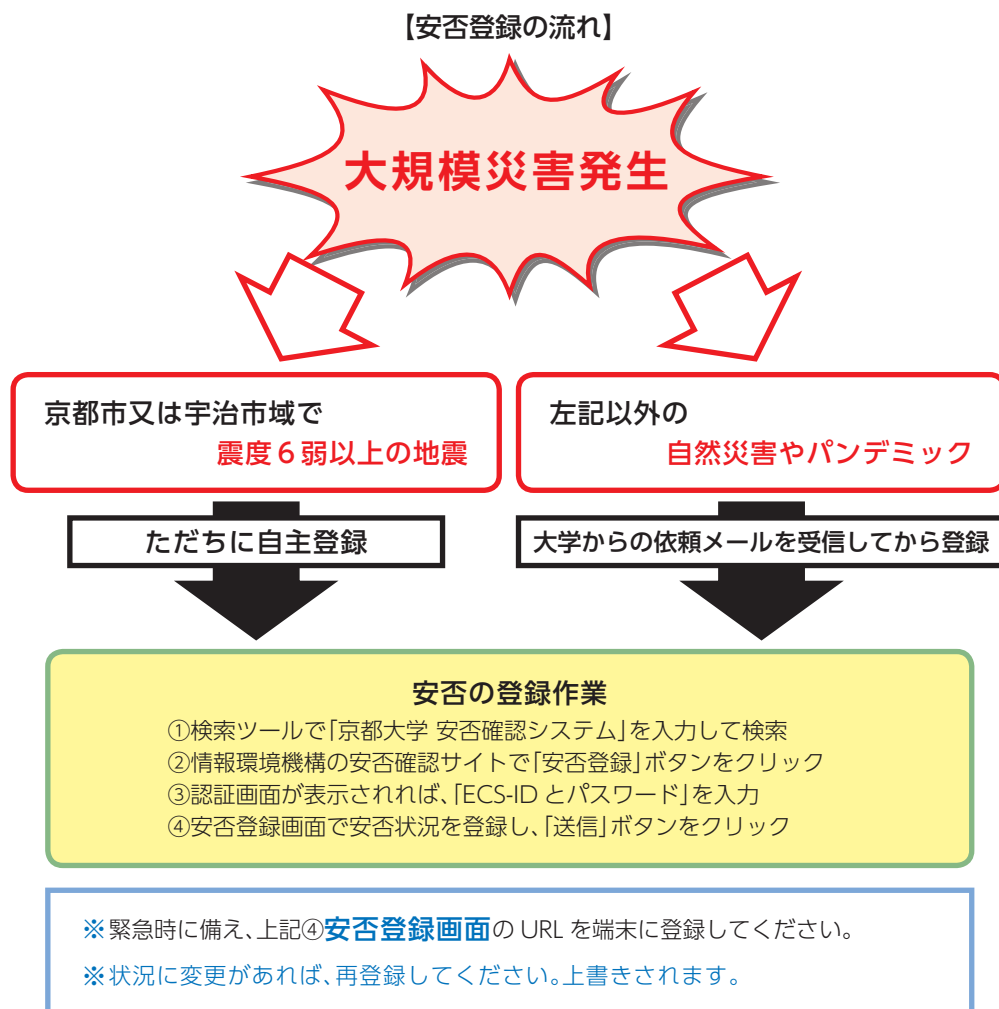 【安否登録の流れ】
大規模災害発生
京都市又は宇治市域で
震度6弱以上の地震
左記以外の
自然災害やパンデミック
ただちに自主登録
大学からの依頼メールを受信してから登録
安否の登録作業
①検索ツールで「京都大学 安否確認システム」を入力して検索
②情報環境機構の安否確認サイトで「安否登録」ボタンをクリック
③認証画面が表示されれば、「ECS-ID とパスワード」を入力
④安否登録画面で安否状況を登録し、「送信」ボタンをクリック
※緊急時に備え、上記④安否登録画面の URL を端末に登録してください。
※状況に変更があれば、再登録してください。上書きされます。